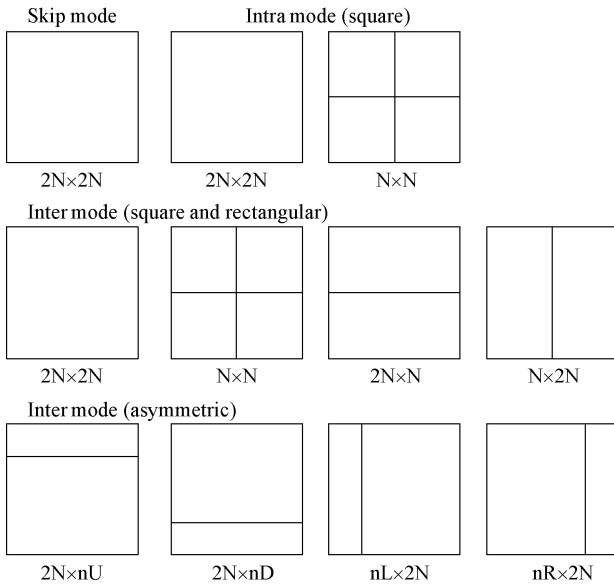 Skip mode Intra mode (square)
2N×2N 2N×2N N×N
Inter mode (square and rectangular)
2N×2N N×N 2N×N N×2N
Inter mode (asymmetric)
2N×nU 2N×nD nL×2N nR×2N